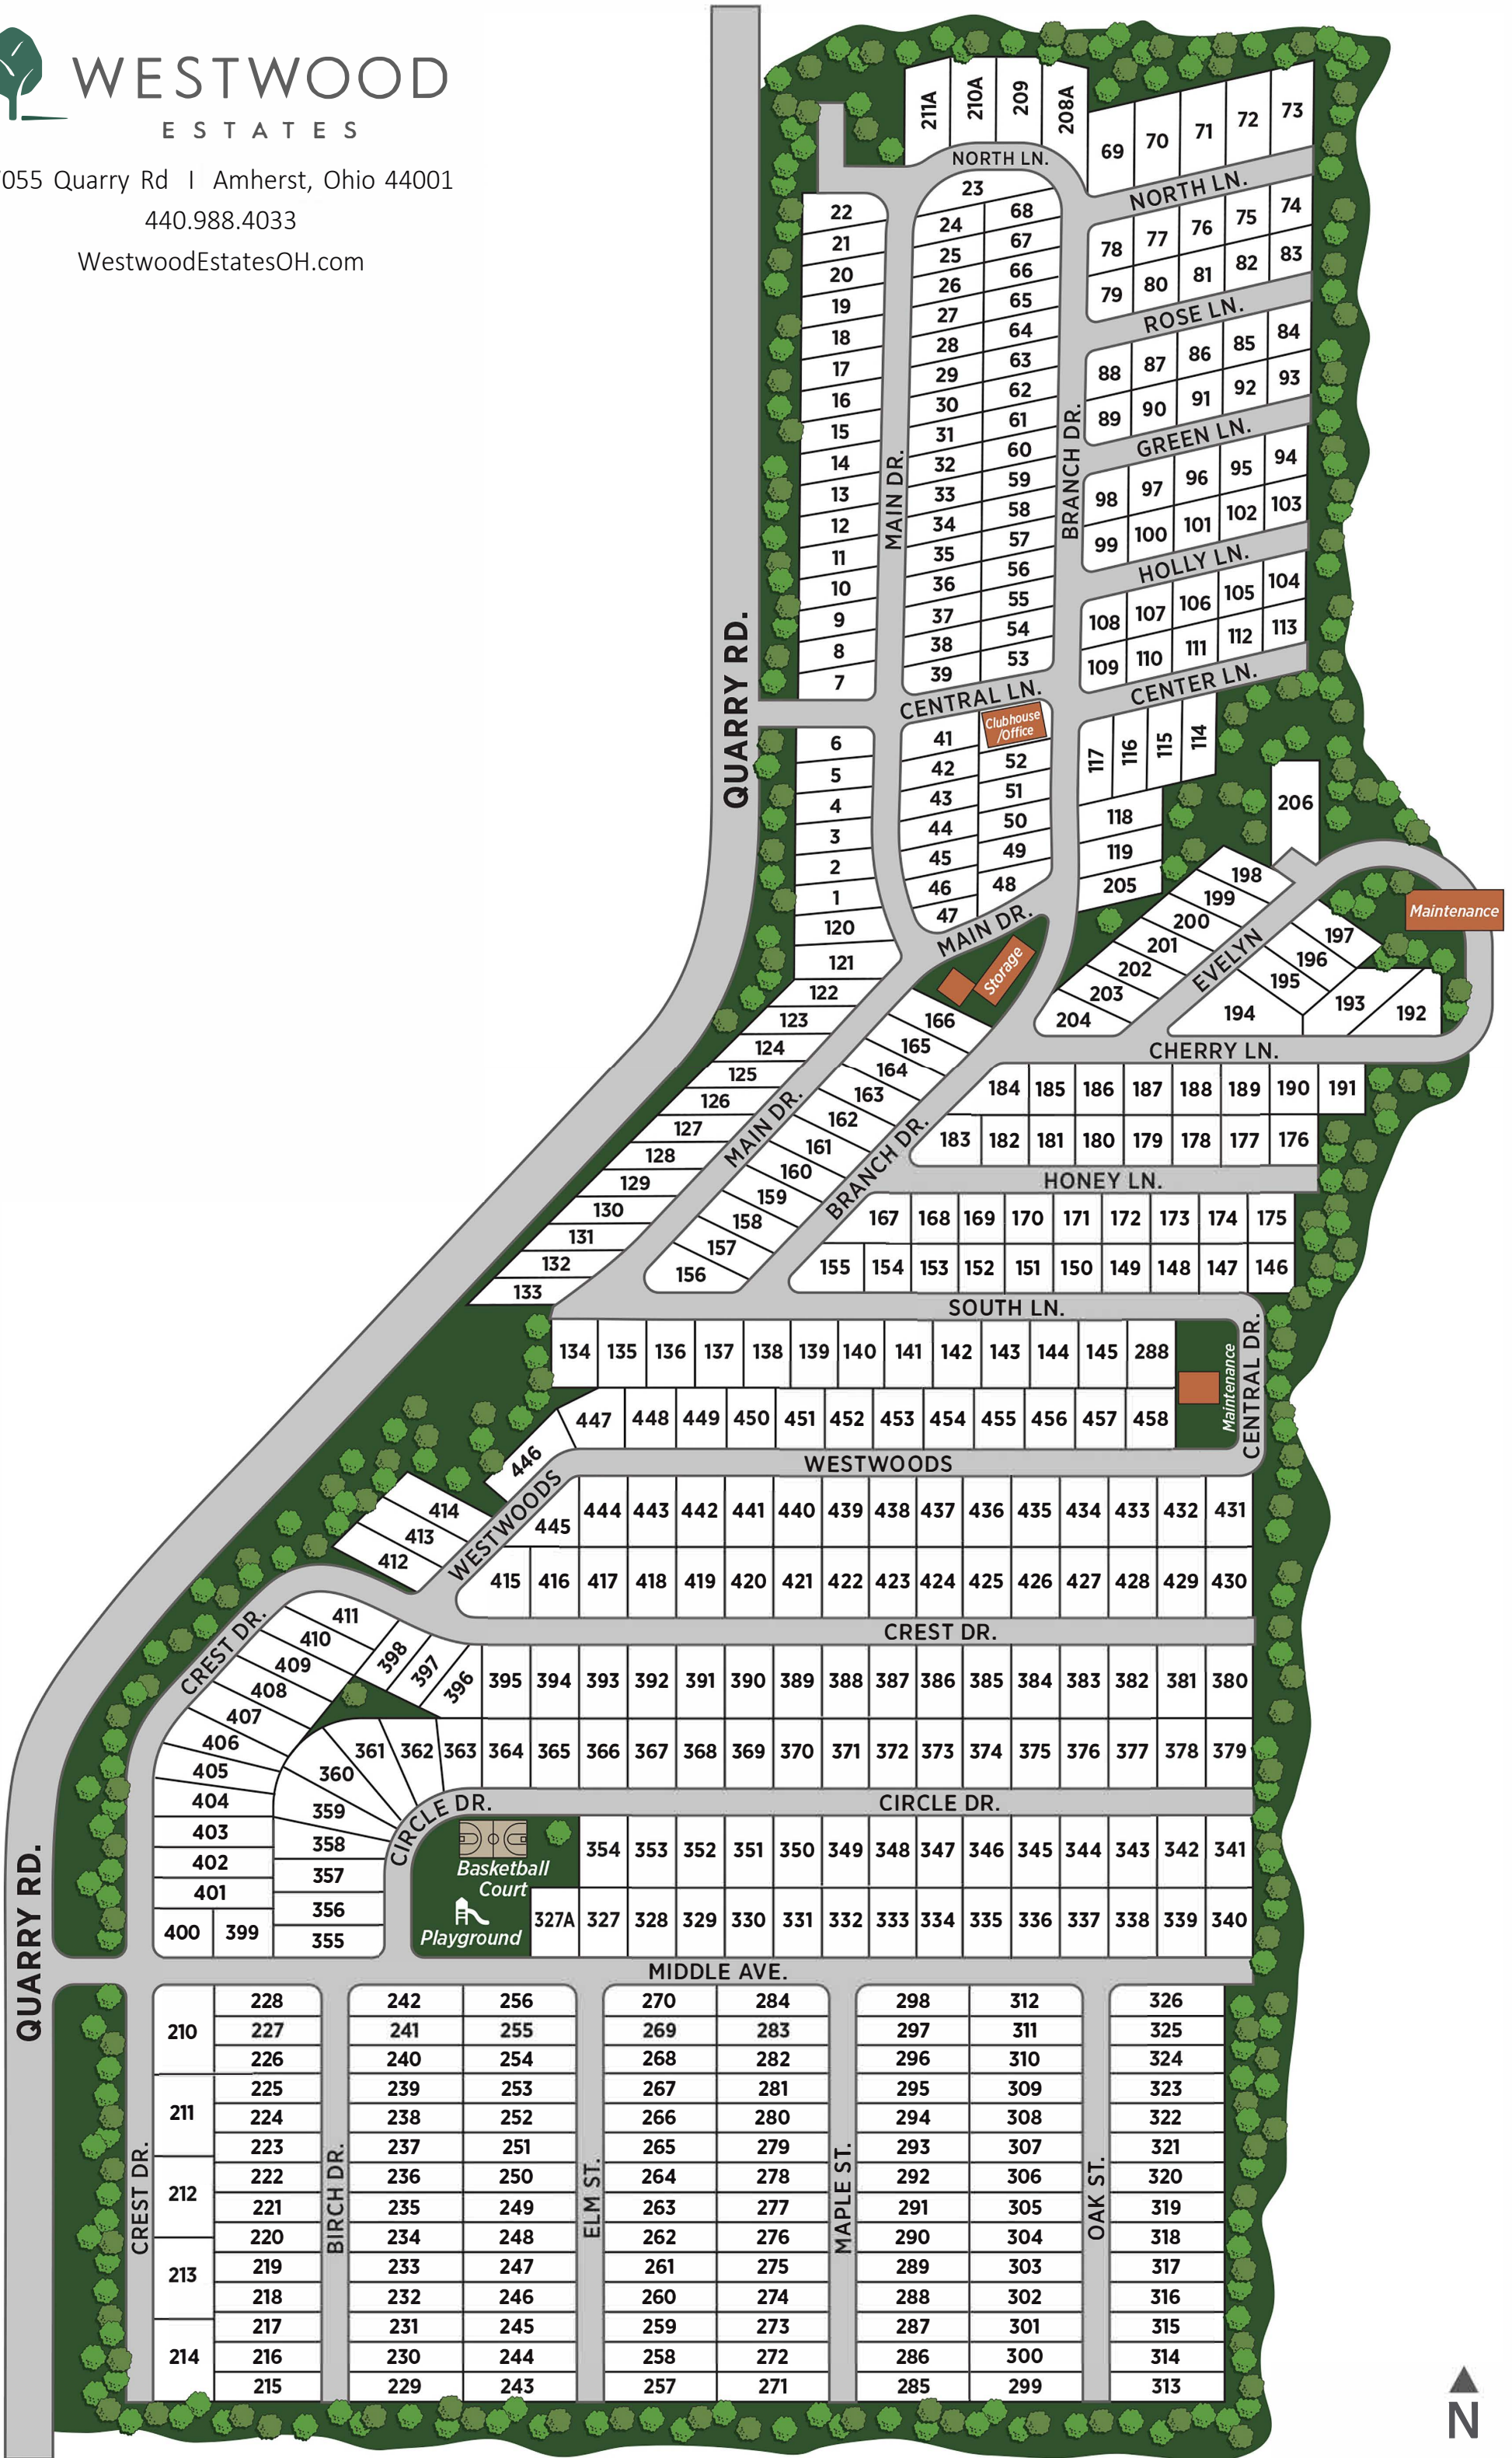 WESTWOOD
ESTATES
055 Quarry Rd I Amherst, Ohio 44001
440.988.4033
WestwoodEstatesOH.com
211A 210A 209 208A
69 70 71 72 73
NORTH LN.
NORTH LN.
23
22 24 68 78 77 76 75 74
21 25 67
20 26 66 79 80 81 82 83
19 27 65
ROSE LN.
18 28 64
17 29 63 88 87 86 85 84
16 30 62
15 31 61 89 90 91 92 93
GREEN LN.
14 32 60
13 33 59 98 97 96 95 94
12 34 58
11 35 57 99 100 101 102 103
HOLLY LN.
10 36 56
9 37 55 108 107 106 105 104
8 38 54
7 39 53 109 110 111 112 113
MAIN DR.
BRANCH DR.
QUARRY RD.
CENTRAL LN.
CENTER LN.
Clubhouse
/Office
6 41
5 42 52 117 116 115 114
4 43 51
3 44 50 118
2 45 49 119
1 46 48 205
120 47
121
MAIN DR.
Storage
206
198
199
200
201
202
203
204
EVELYN
197
196
195
194 193 192
Maintenance
CHERRY LN.
122
123
124
125
126
127
128
129
130
131
132
133
MAIN DR.
166
165
164
163
162
161
160
159
158
157
156
BRANCH DR.
184 185 186 187 188 189 190 191
183 182 181 180 179 178 177 176
HONEY LN.
167 168 169 170 171 172 173 174 175
155 154 153 152 151 150 149 148 147 146
SOUTH LN.
134 135 136 137 138 139 140 141 142 143 144 145 288
Maintenance
CENTRAL DR.
446 447 448 449 450 451 452 453 454 455 456 457 458
WESTWOODS
WESTWOODS
414
413
412
445 444 443 442 441 440 439 438 437 436 435 434 433 432 431
415 416 417 418 419 420 421 422 423 424 425 426 427 428 429 430
CREST DR.
CREST DR.
411
410
409
408
407
406
405
404
403
402
401
400 399
398 397 396 395 394 393 392 391 390 389 388 387 386 385 384 383 382 381 380
361 362 363 364 365 366 367 368 369 370 371 372 373 374 375 376 377 378 379
360
359
358
357
356
355
CIRCLE DR.
CIRCLE DR.
CIRCLE DR.
Basketball
Court
Playground
354 353 352 351 350 349 348 347 346 345 344 343 342 341
327A 327 328 329 330 331 332 333 334 335 336 337 338 339 340
QUARRY RD.
MIDDLE AVE.
210 211 212 213 214
228 242 256 270 284 298 312 326
227 241 255 269 283 297 311 325
226 240 254 268 282 296 310 324
225 239 253 267 281 295 309 323
224 238 252 266 280 294 308 322
223 237 251 265 279 293 307 321
222 236 250 264 278 292 306 320
221 235 249 263 277 291 305 319
220 234 248 262 276 290 304 318
219 233 247 261 275 289 303 317
218 232 246 260 274 288 302 316
217 231 245 259 273 287 301 315
216 230 244 258 272 286 300 314
215 229 243 257 271 285 299 313
CREST DR.
BIRCH DR.
ELM ST.
MAPLE ST.
OAK ST.
N